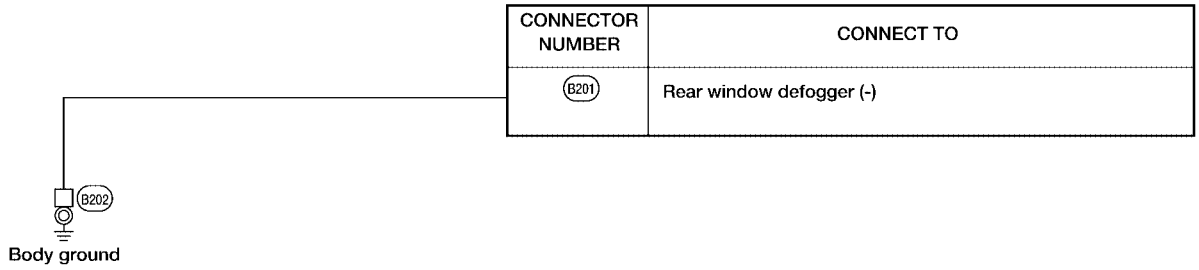 CONNECTOR
NUMBER
CONNECT TO
B201
Rear window defogger (-)
B202
Body ground